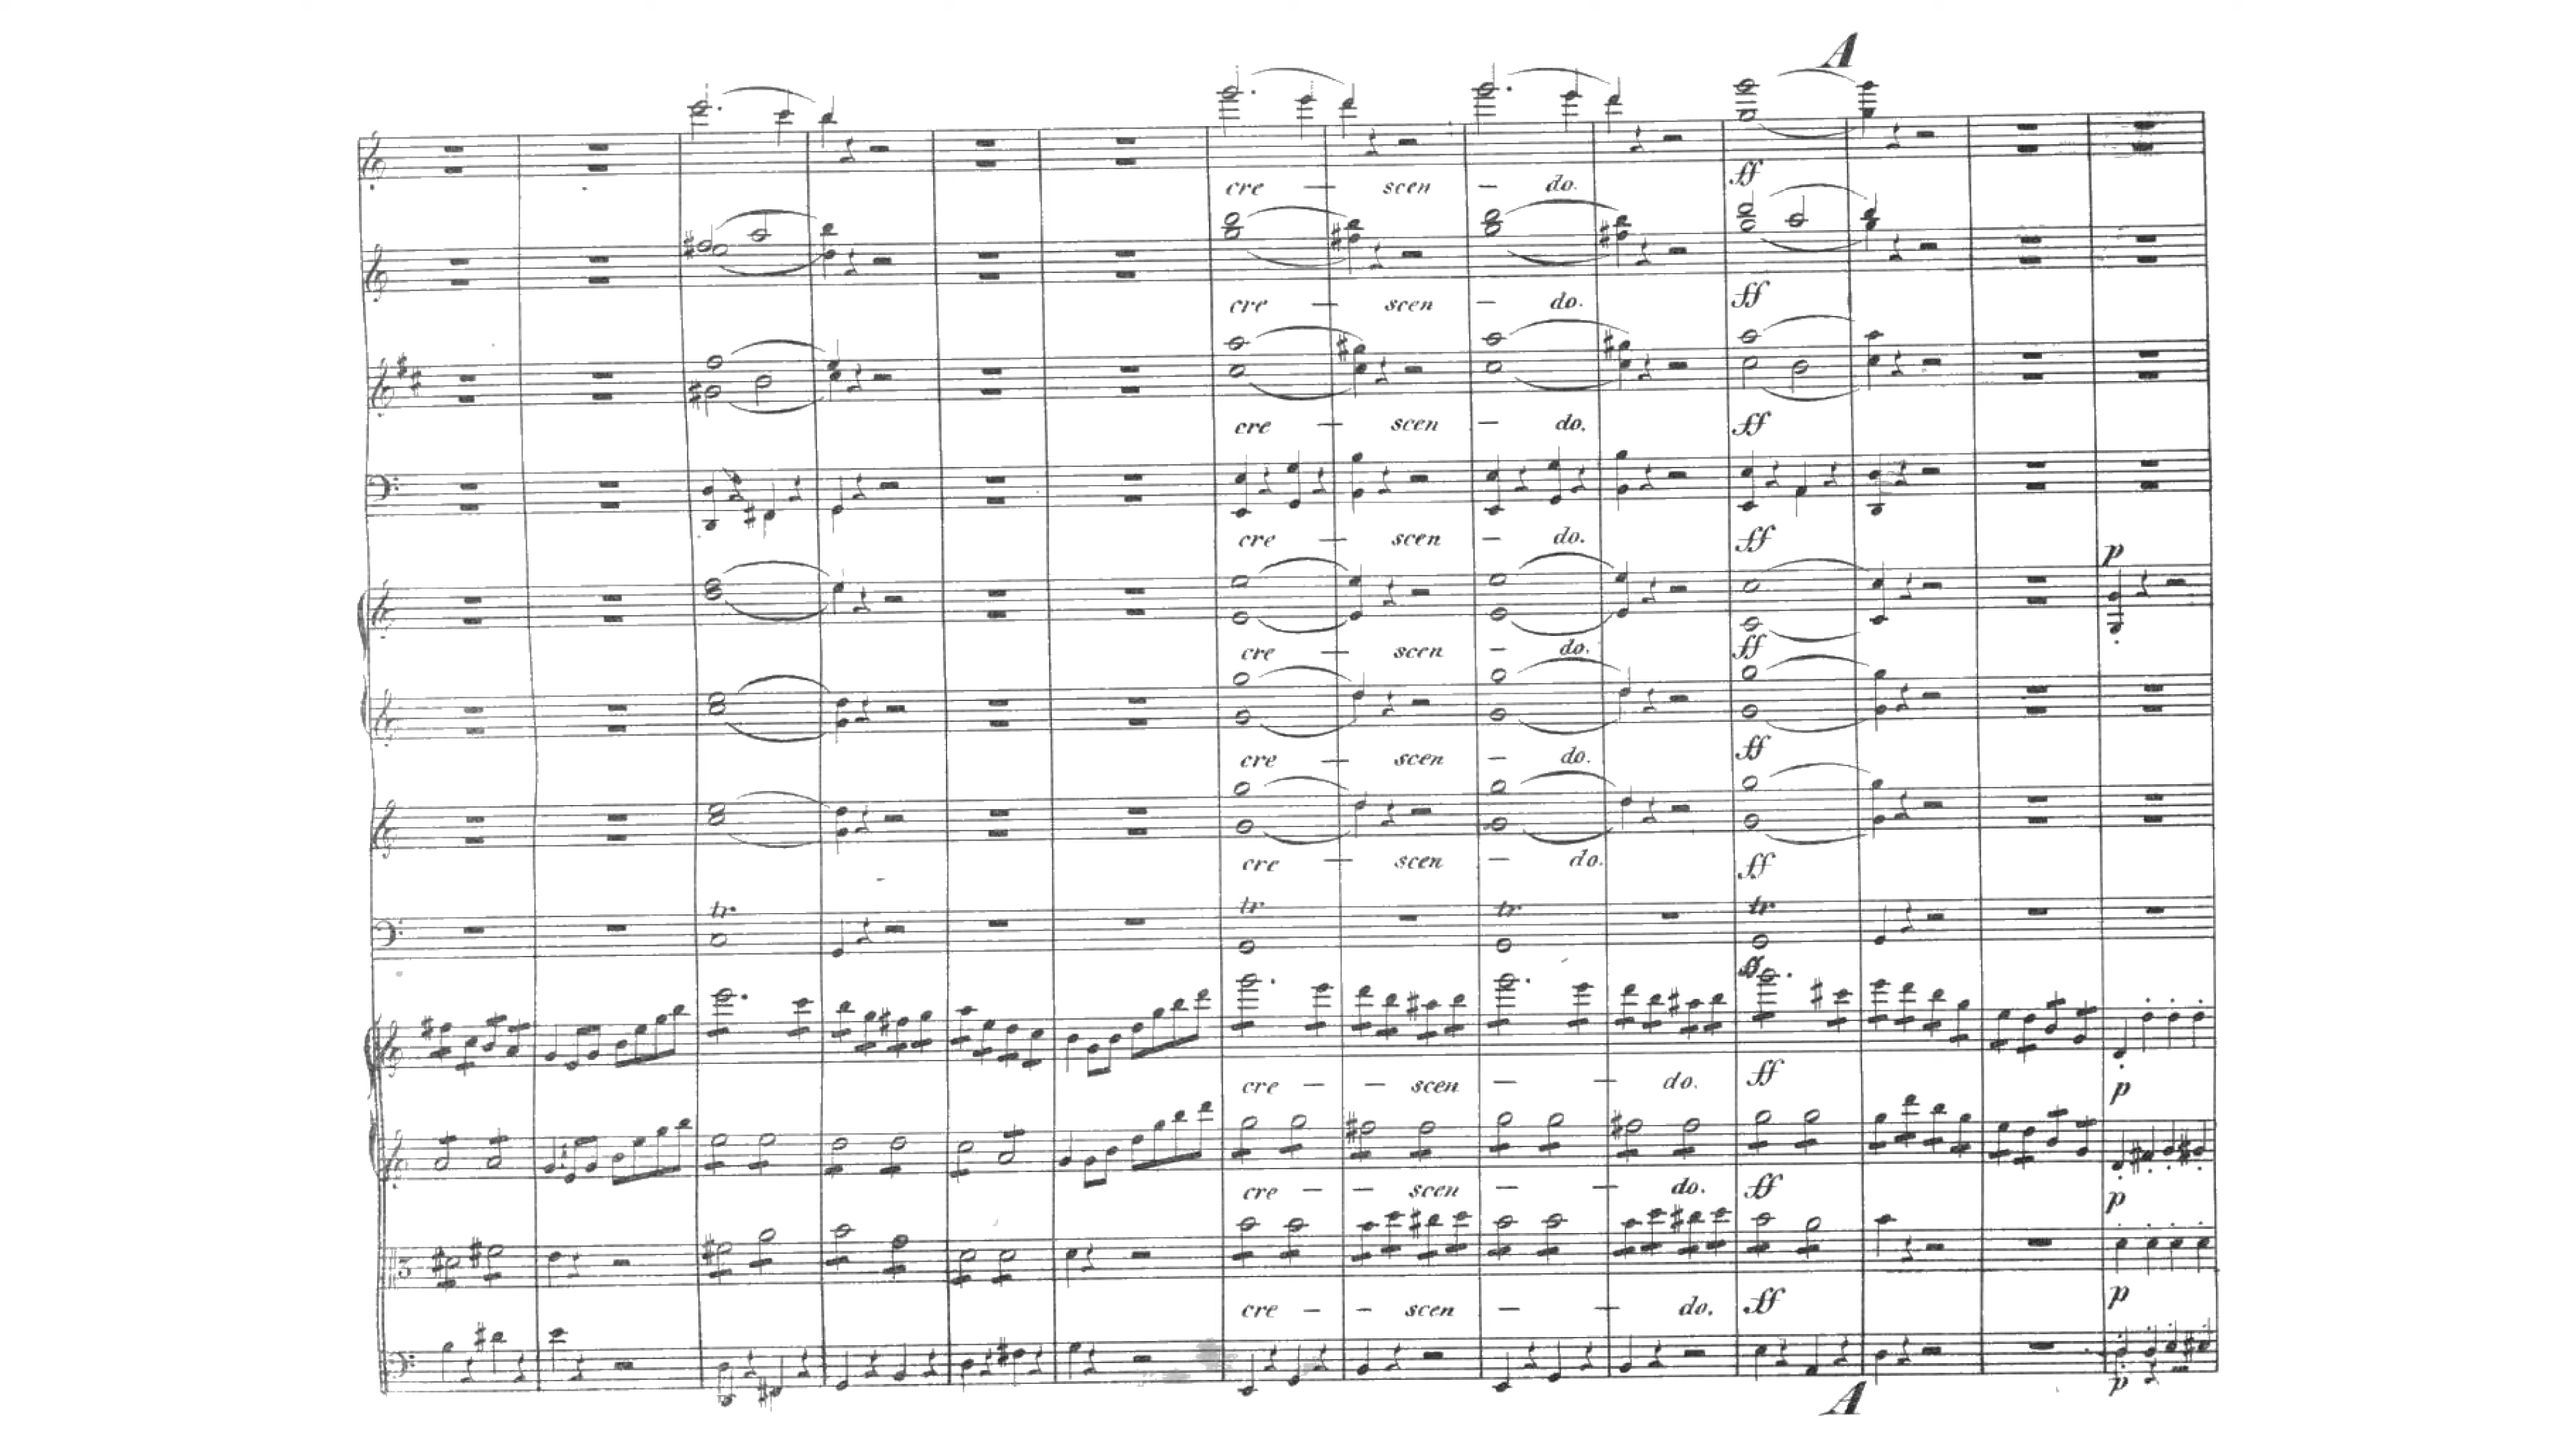 A
cre — scen — do. ff
cre — scen — do. ff
cre — scen — do. ff
cre — scen — do. ff
p
cre — scen — do. ff
cre — scen — do. ff
cre — scen — do. ff
tr. tr. tr. tr.
ff
cre — — scen — — do. ff p
cre — — scen — — do. ff p
cre — — scen — — do. ff p
p
A